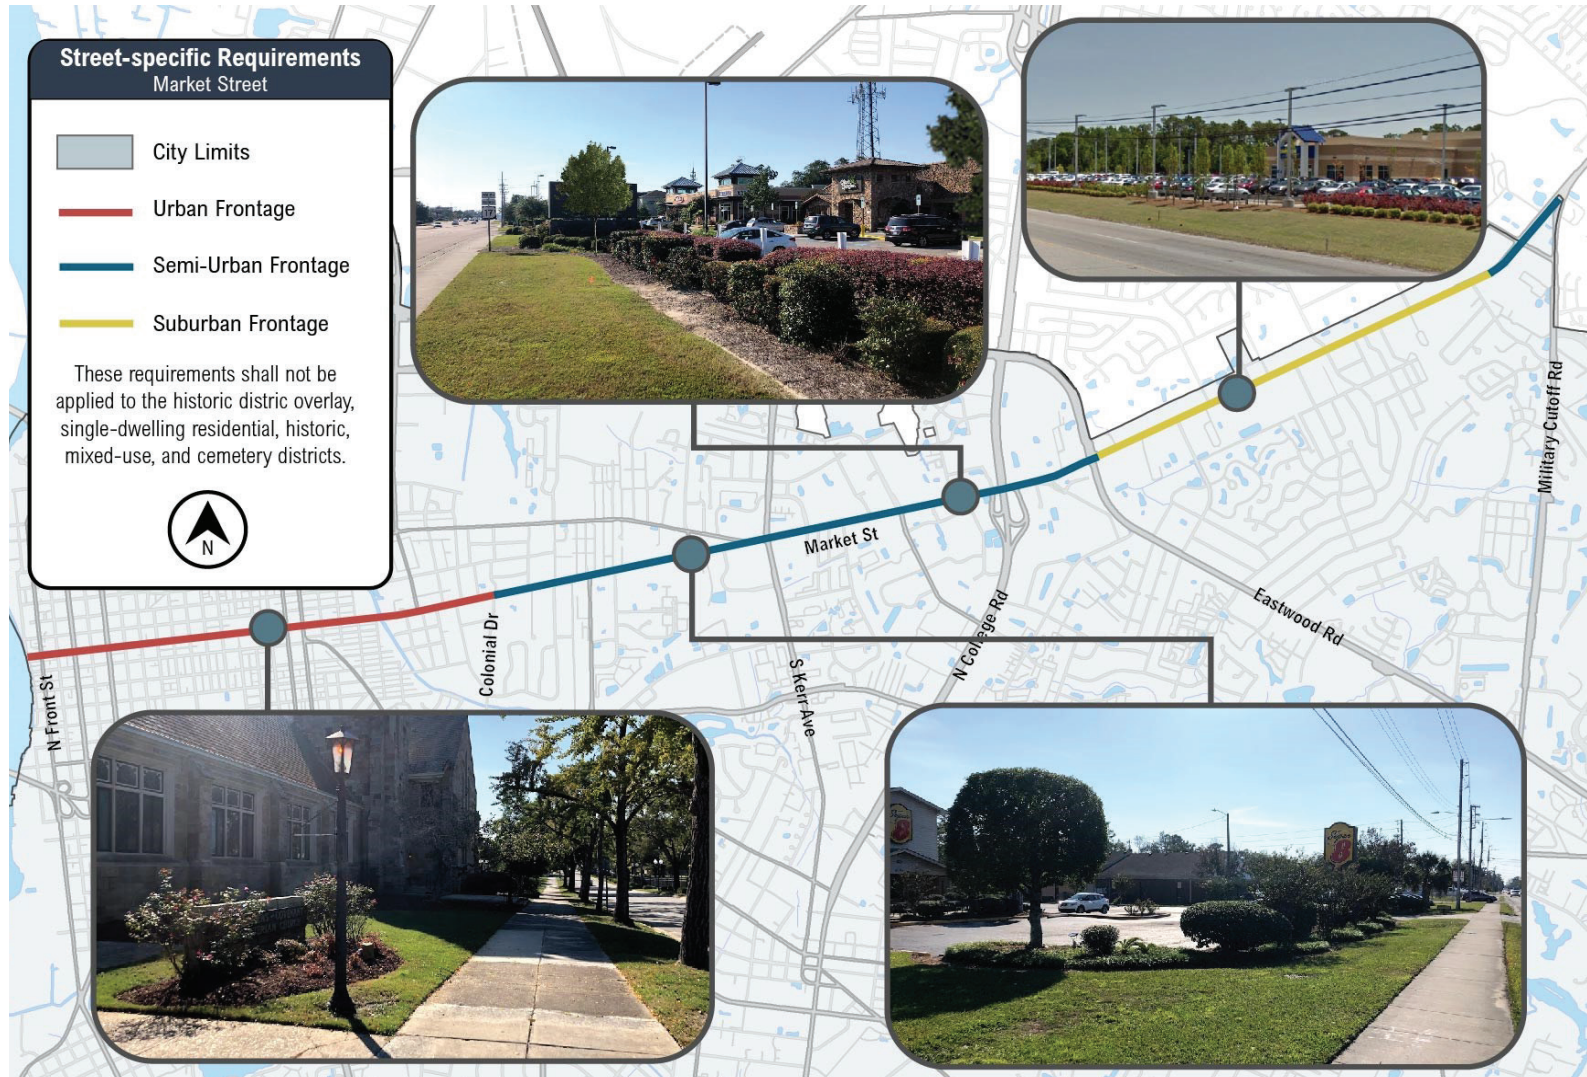 Street-specific Requirements
Market Street
City Limits
Urban Frontage
Semi-Urban Frontage
Suburban Frontage
These requirements shall not be
applied to the historic distric overlay,
single-dwelling residential, historic,
mixed-use, and cemetery districts.
N
Market St
Military Cutoff Rd
Eastwood Rd
N College Rd
S Kerr Ave
Colonial Dr
N Front St
Super
8